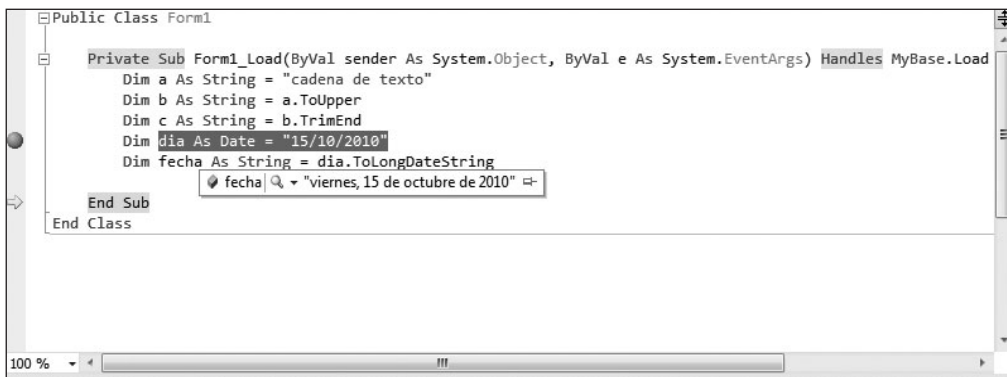 Public Class Form1
Private Sub Form1_Load(ByVal sender As System.Object, ByVal e As System.EventArgs) Handles MyBase.Load
Dim a As String = "cadena de texto"
Dim b As String = a.ToUpper
Dim c As String = b.TrimEnd
Dim dia As Date = "15/10/2010"
Dim fecha As String = dia.ToLongDateString
fecha "viernes, 15 de octubre de 2010"
End Sub
End Class
100 %